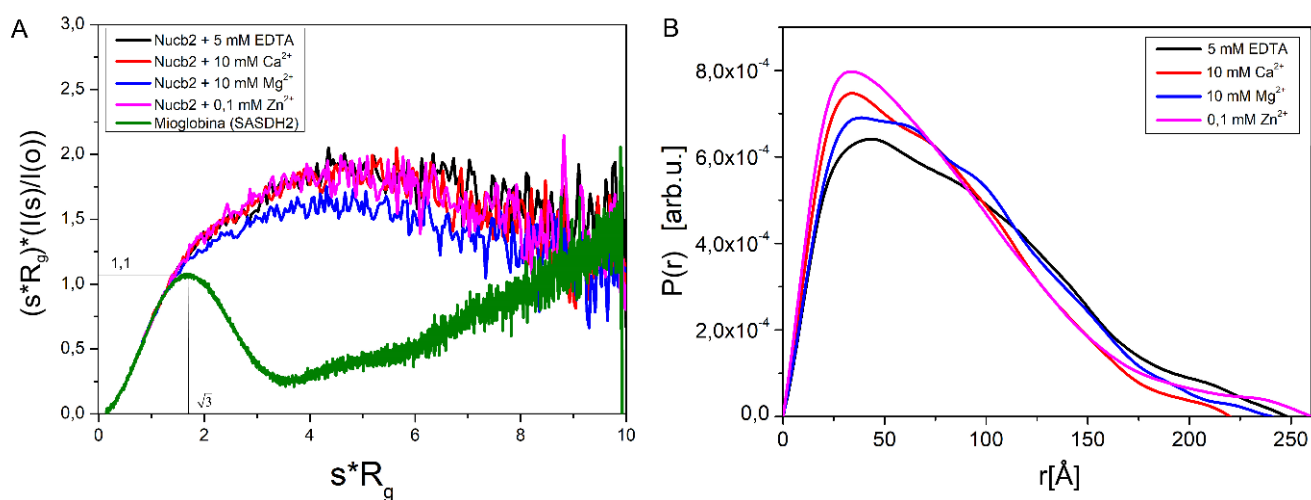 A
3,0
2,5
2,0
1,5
1,0
0,5
0,0
(s*Rg)*(I(s)/I(o))
Nucb2 + 5 mM EDTA
Nucb2 + 10 mM Ca²⁺
Nucb2 + 10 mM Mg²⁺
Nucb2 + 0,1 mM Zn²⁺
Mioglobina (SASDH2)
1,1
√3
0 2 4 6 8 10
s*Rg
B
8,0x10⁻⁴
6,0x10⁻⁴
4,0x10⁻⁴
2,0x10⁻⁴
0,0
P(r) [arb.u.]
5 mM EDTA
10 mM Ca²⁺
10 mM Mg²⁺
0,1 mM Zn²⁺
0 50 100 150 200 250
r[Å]